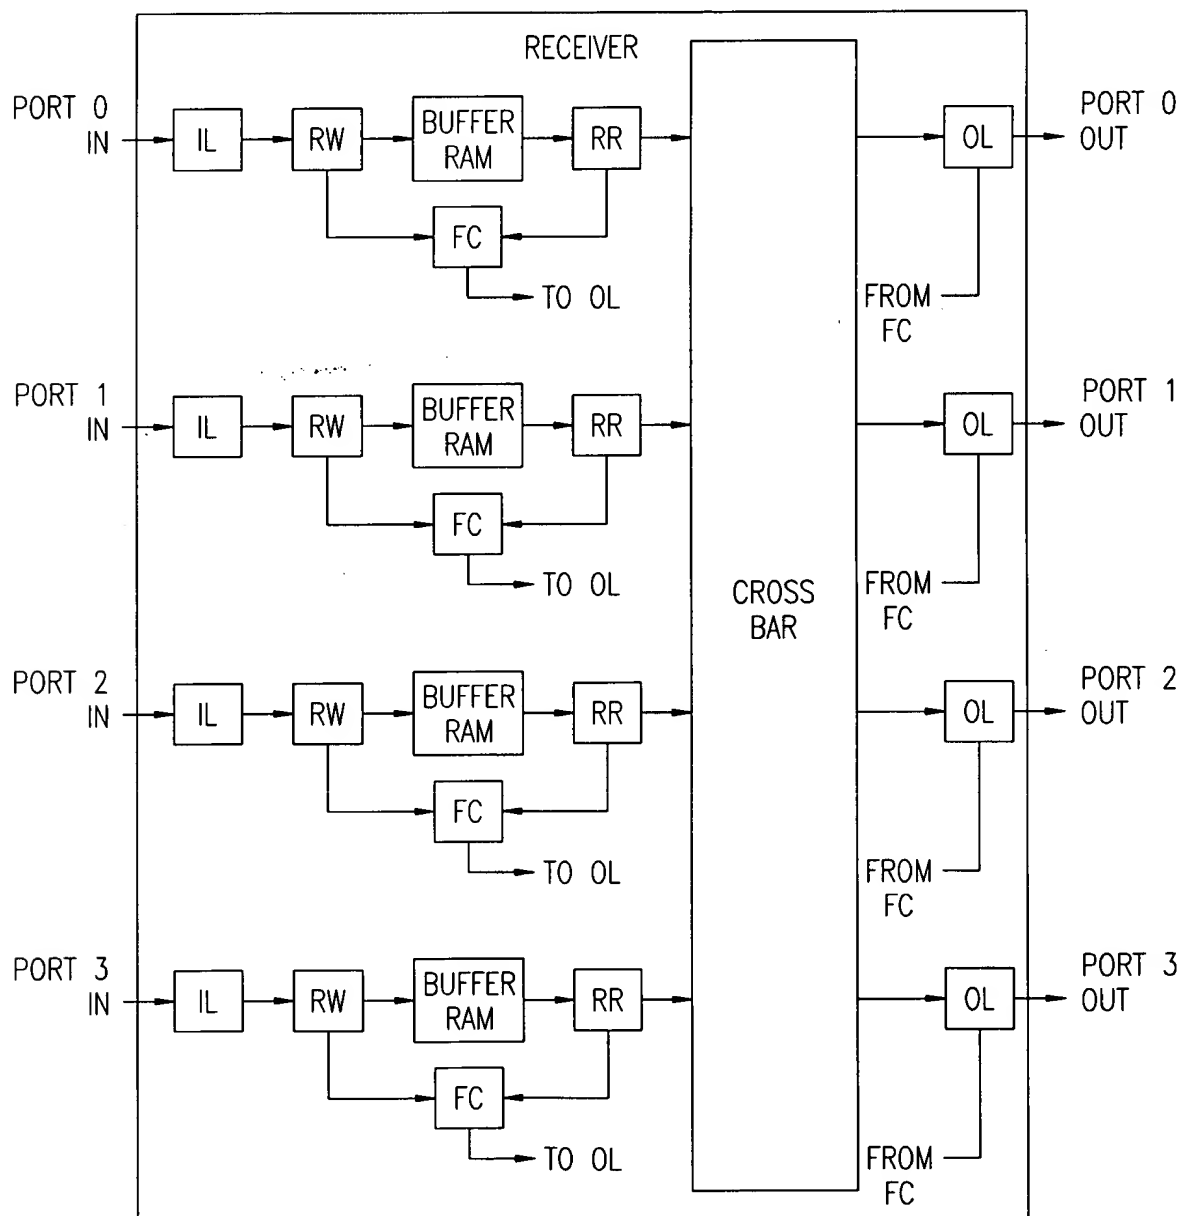 RECEIVER
PORT 0
IN
IL
RW
BUFFER
RAM
RR
FC
TO OL
OL
PORT 0
OUT
FROM
FC
PORT 1
IN
IL
RW
BUFFER
RAM
RR
FC
TO OL
OL
PORT 1
OUT
FROM
FC
CROSS
BAR
PORT 2
IN
IL
RW
BUFFER
RAM
RR
FC
TO OL
OL
PORT 2
OUT
FROM
FC
PORT 3
IN
IL
RW
BUFFER
RAM
RR
FC
TO OL
OL
PORT 3
OUT
FROM
FC